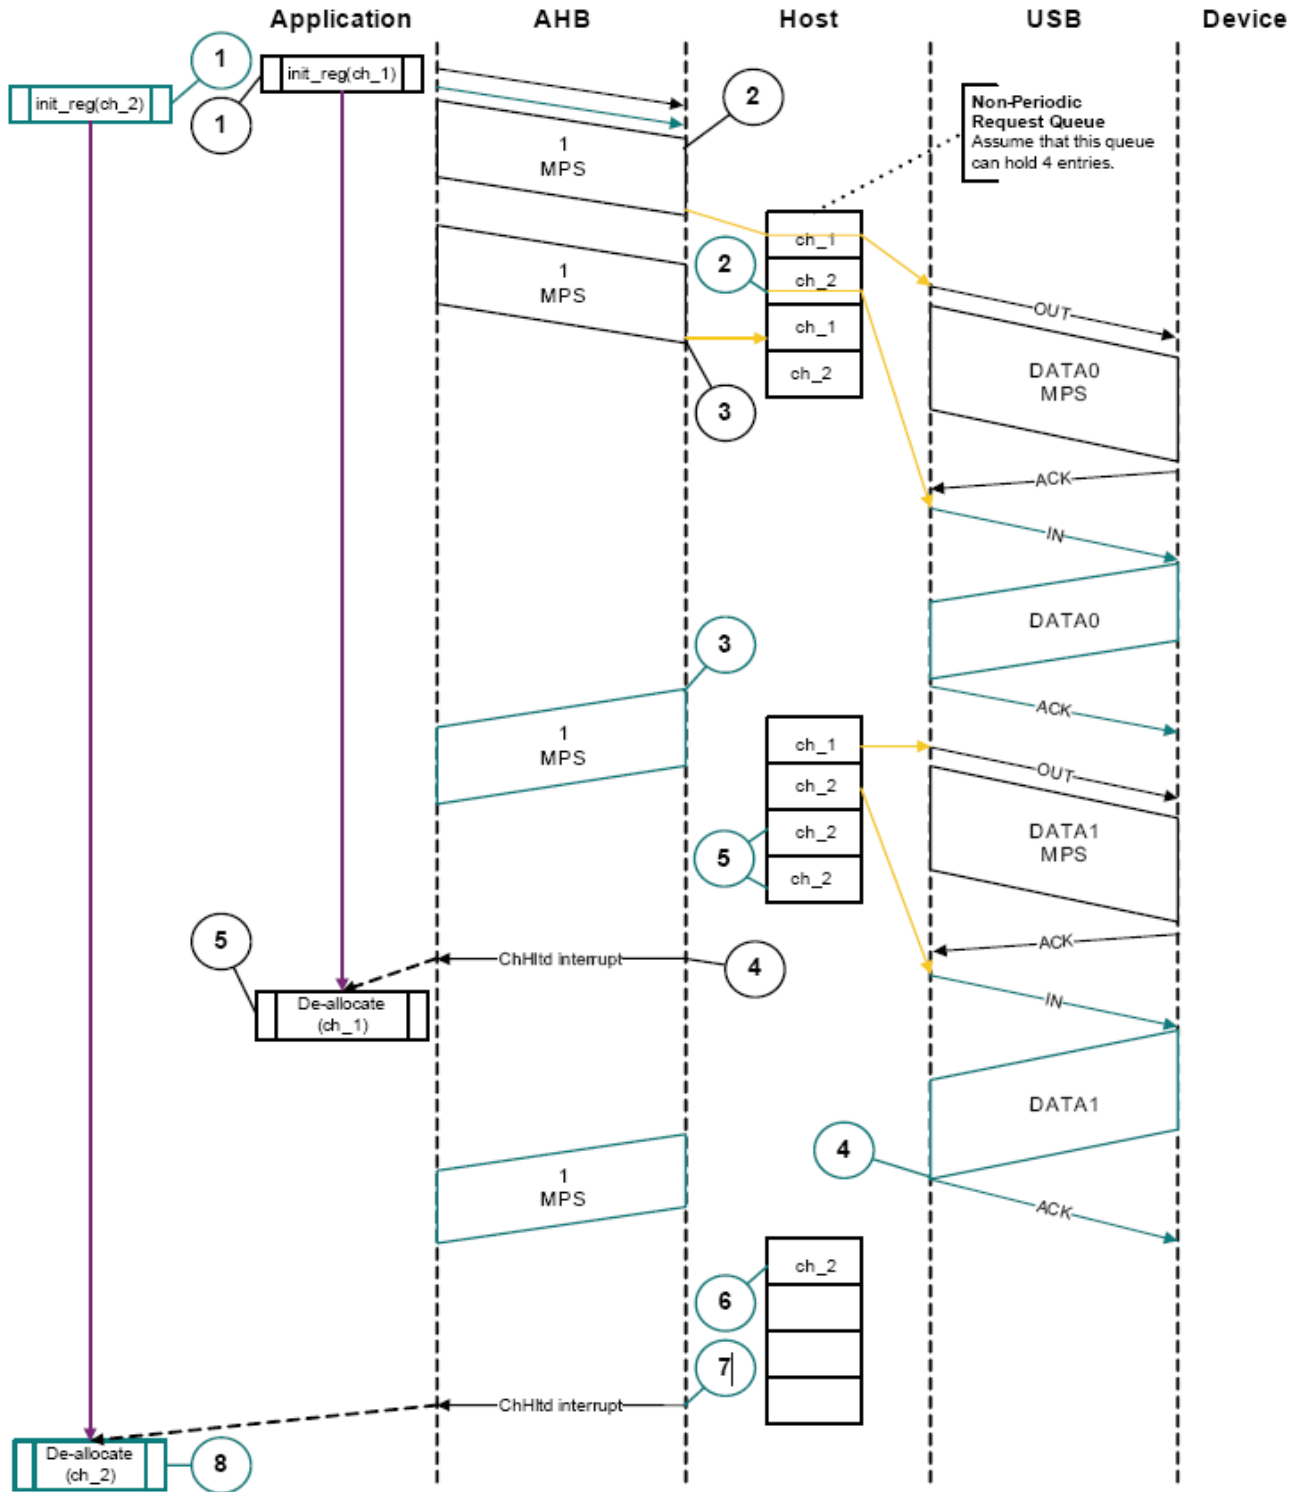 Application
AHB
Host
USB
Device
1
init_reg(ch_1)
init_reg(ch_2)
1
2
Non-Periodic
Request Queue
Assume that this queue
can hold 4 entries.
1
MPS
ch_1
2
ch_2
1
MPS
ch_1
OUT
ch_2
DATA0
MPS
3
ACK
IN
DATA0
3
ACK
1
MPS
ch_1
OUT
ch_2
ch_2
DATA1
MPS
5
ch_2
5
ACK
ChHltd interrupt
4
De-allocate
(ch_1)
IN
DATA1
4
1
MPS
ACK
ch_2
6
7
ChHltd interrupt
De-allocate
(ch_2)
8